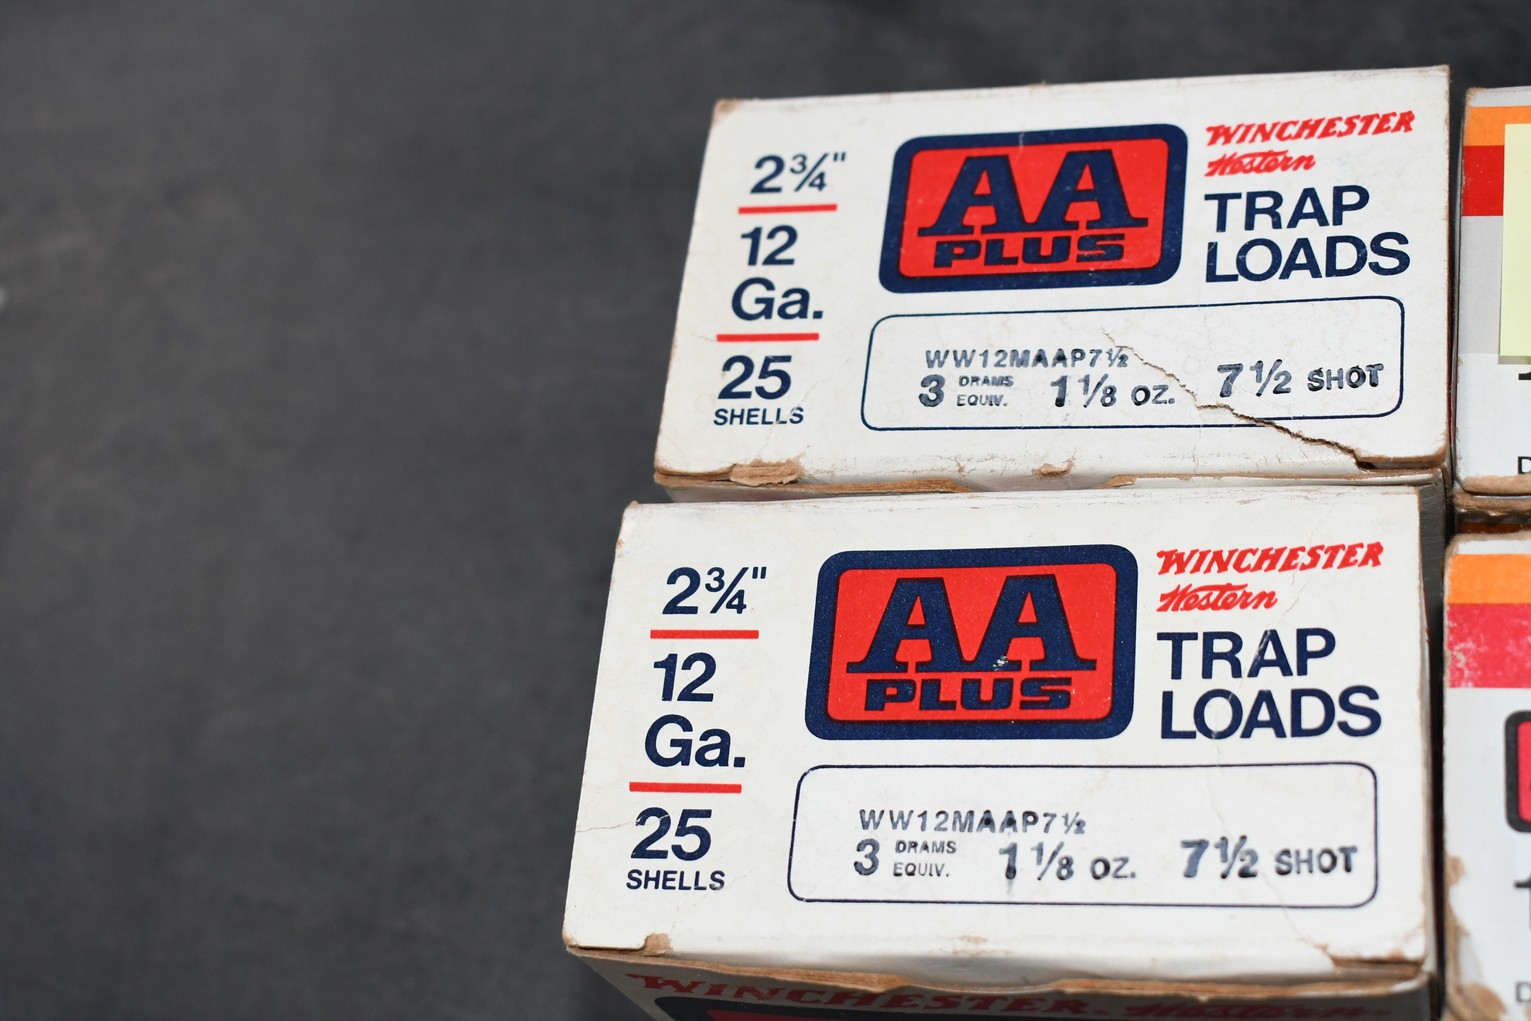 2¾"
12
Ga.
25
SHELLS
AA
PLUS
WINCHESTER
Western
TRAP
LOADS
WW12MAAP7½
3 DRAMS EQUIV. 1⅛ OZ. 7½ SHOT
2¾"
12
Ga.
25
SHELLS
AA
PLUS
WINCHESTER
Western
TRAP
LOADS
WW12MAAP7½
3 DRAMS EQUIV. 1⅛ OZ. 7½ SHOT
WINCHESTER Western